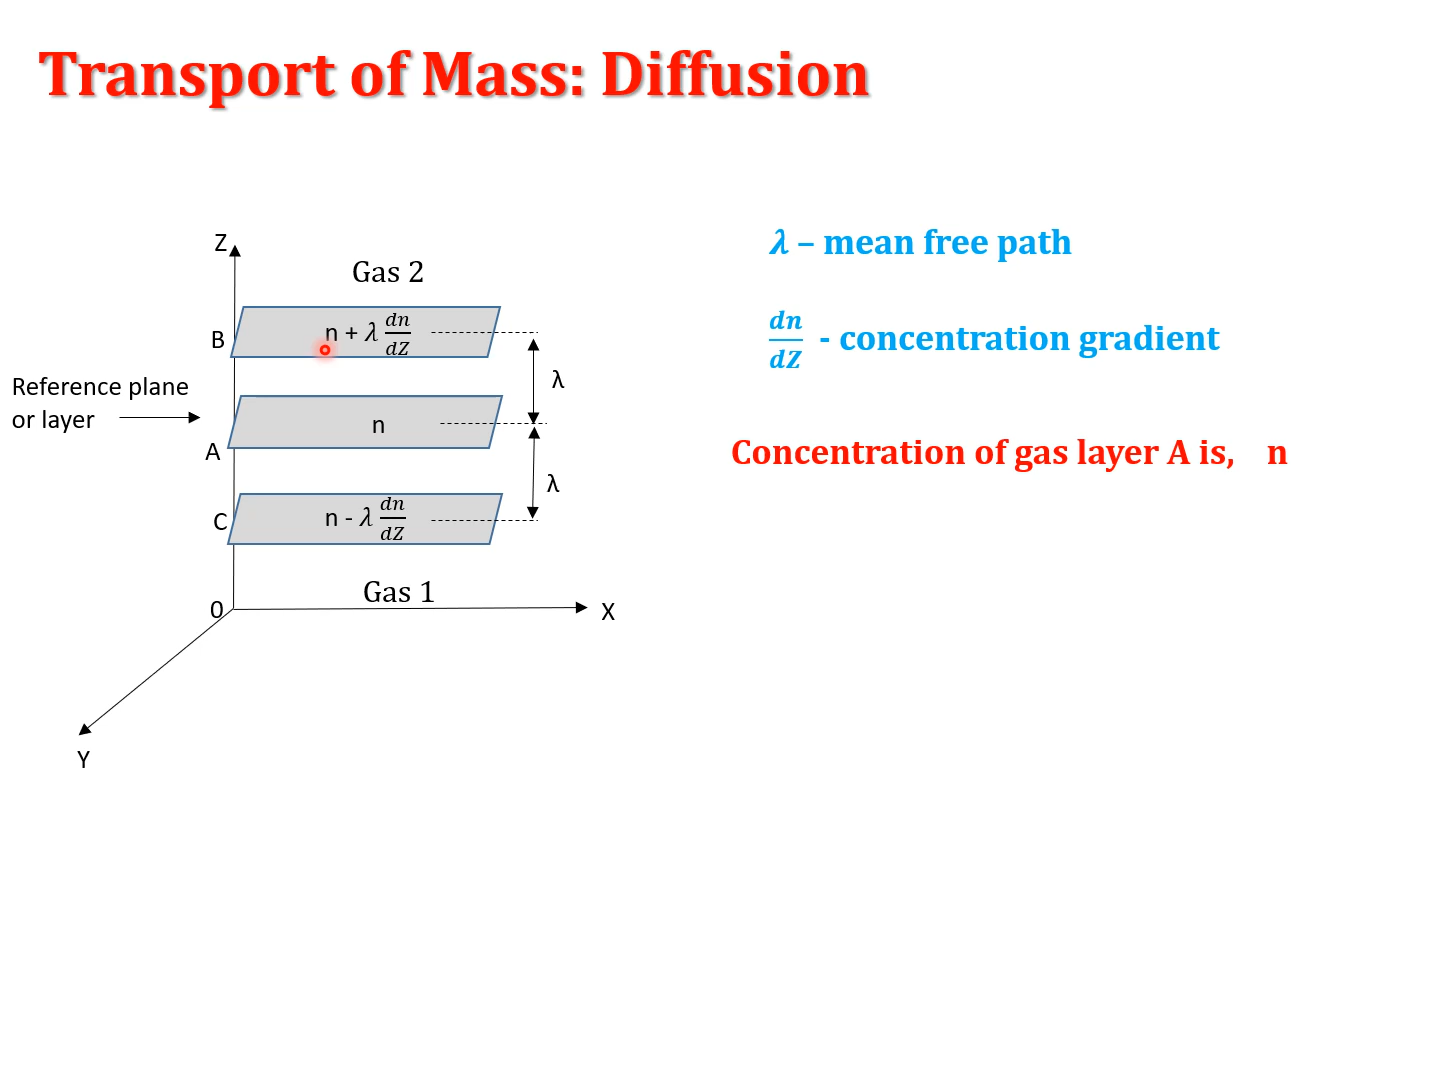 Transport of Mass: Diffusion
Z
Gas 2
B
n + λ dn/dZ
λ
Reference plane
or layer
n
A
λ
C
n - λ dn/dZ
Gas 1
0
X
Y
λ – mean free path
dn/dZ - concentration gradient
Concentration of gas layer A is, n